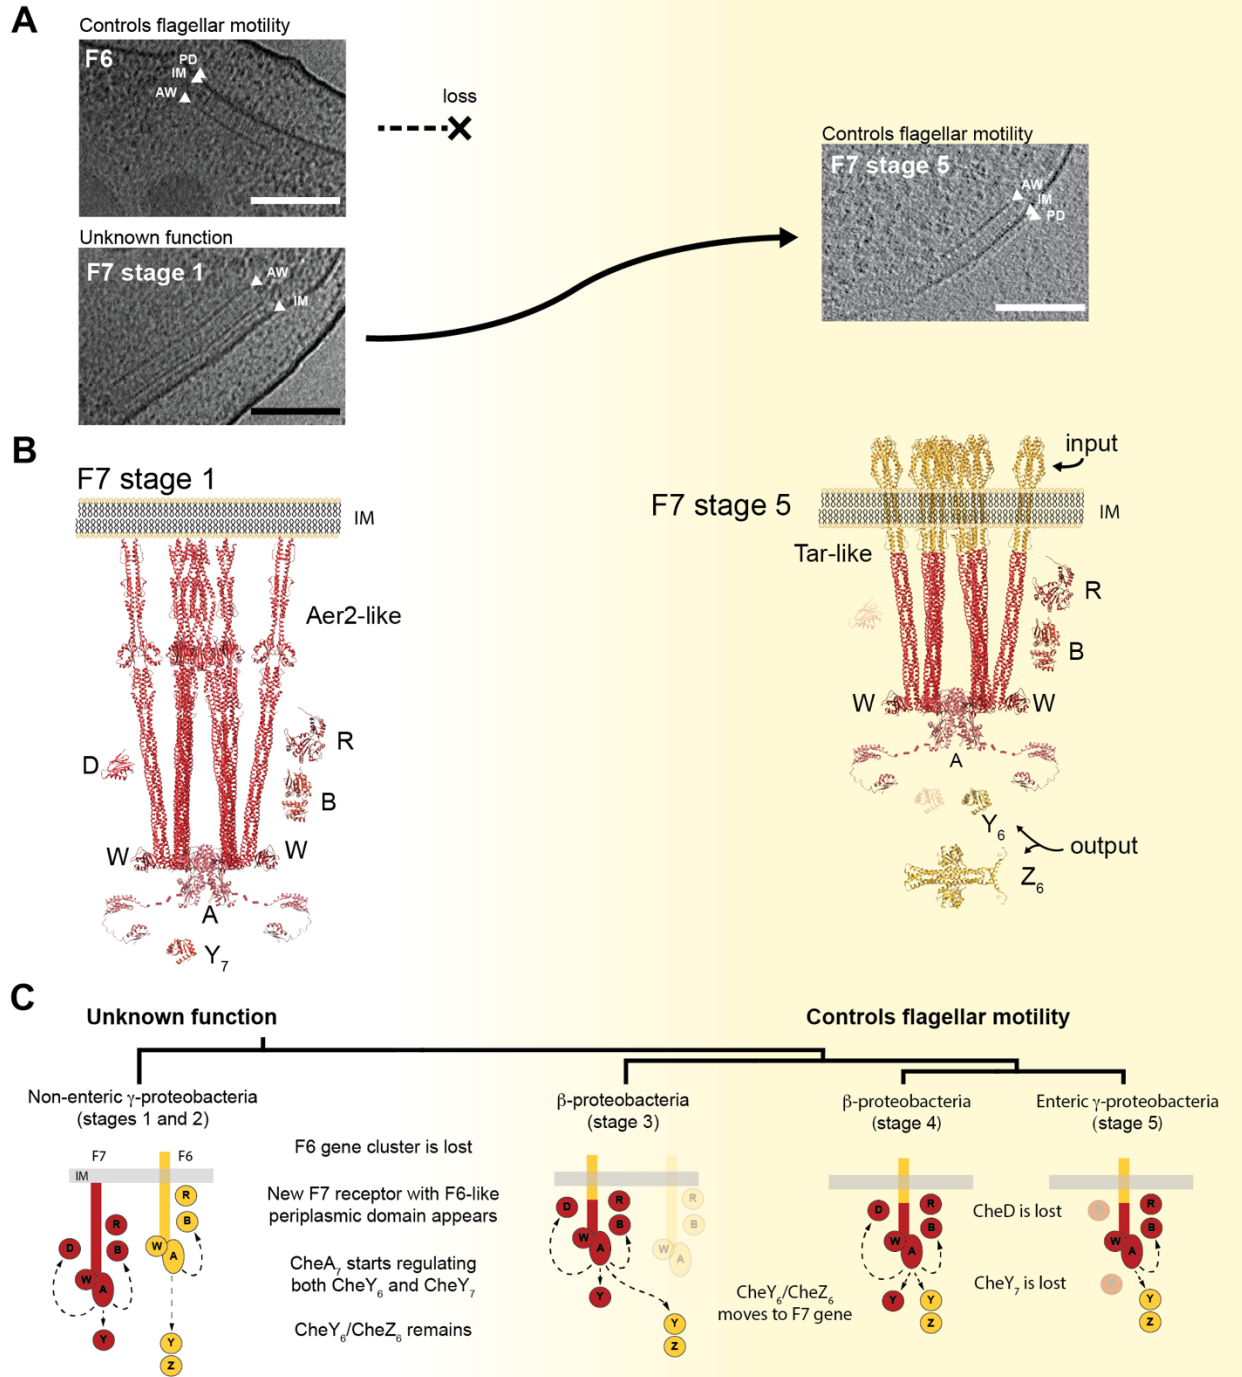 A
Controls flagellar motility
F6
PD
IM
AW
loss
Controls flagellar motility
F7 stage 5
AW
IM
PD
Unknown function
F7 stage 1
AW
IM
B
F7 stage 1
IM
Aer2-like
D
R
B
W
W
A
Y7
input
F7 stage 5
IM
Tar-like
R
B
W
W
A
Y6
output
Z6
C
Unknown function
Controls flagellar motility
Non-enteric γ-proteobacteria
(stages 1 and 2)
β-proteobacteria
(stage 3)
β-proteobacteria
(stage 4)
Enteric γ-proteobacteria
(stage 5)
F7
F6
IM
R
B
D
R
B
W
A
W
A
Y
Y
Z
F6 gene cluster is lost
New F7 receptor with F6-like
periplasmic domain appears
CheA7 starts regulating
both CheY6 and CheY7
CheY6/CheZ6 remains
D
R
B
W
A
Y
R
B
W
A
Y
Z
CheY6/CheZ6
moves to F7 gene
D
R
B
W
A
Y
Y
Z
CheD is lost
CheY7 is lost
D
R
B
W
A
Y
Z